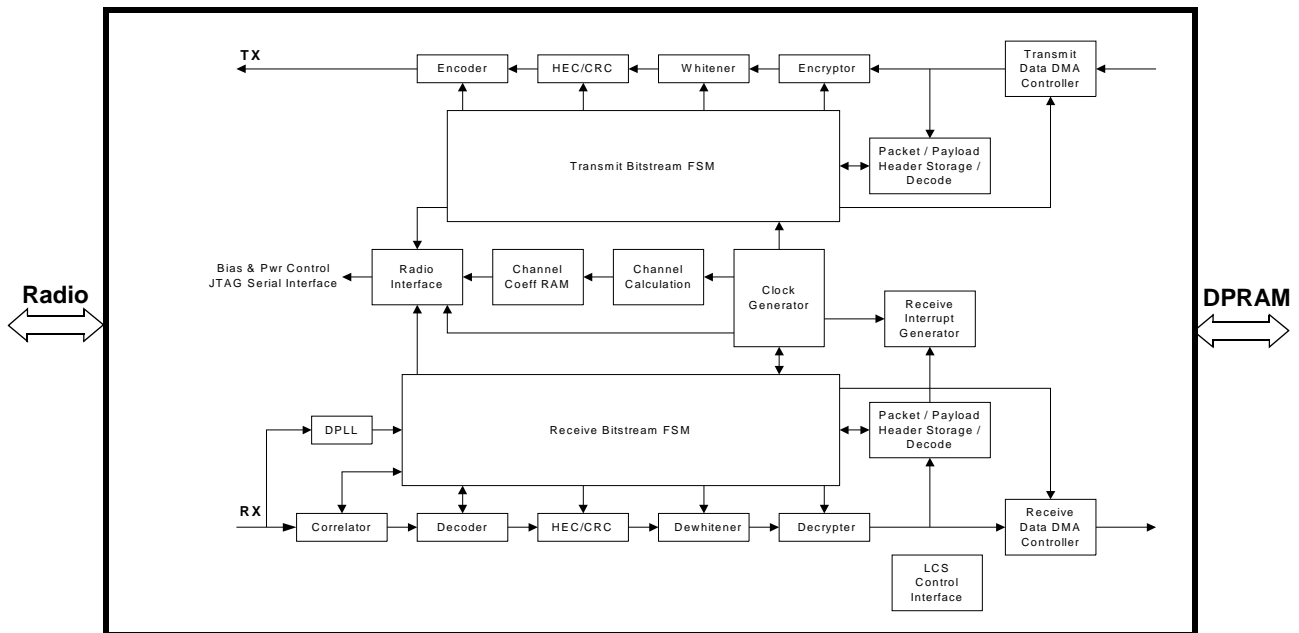 TX
Encoder
HEC/CRC
Whitener
Encryptor
Transmit
Data DMA
Controller
Transmit Bitstream FSM
Packet / Payload
Header Storage /
Decode
Bias & Pwr Control
JTAG Serial Interface
Radio
Interface
Channel
Coeff RAM
Channel
Calculation
Clock
Generator
Receive
Interrupt
Generator
Radio
DPRAM
DPLL
Receive Bitstream FSM
Packet / Payload
Header Storage /
Decode
RX
Correlator
Decoder
HEC/CRC
Dewhitener
Decrypter
Receive
Data DMA
Controller
LCS
Control
Interface